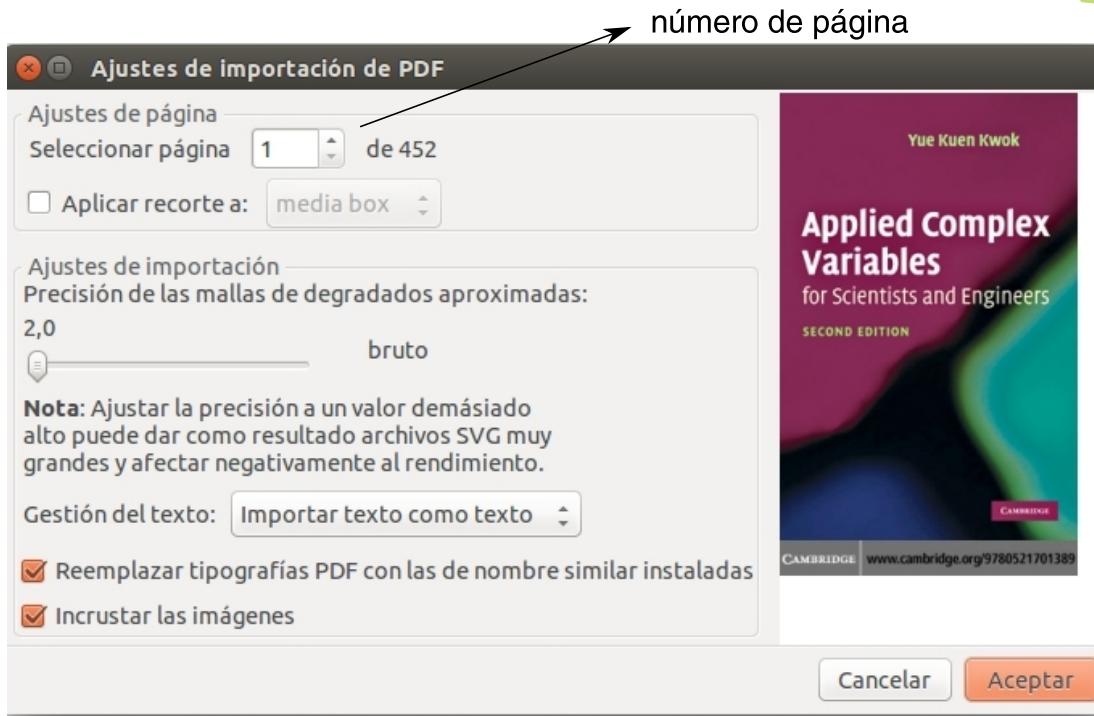 número de página
Ajustes de importación de PDF
Ajustes de página
Seleccionar página 1 de 452
Aplicar recorte a: media box
Ajustes de importación
Precisión de las mallas de degradados aproximadas:
2,0
bruto
Nota: Ajustar la precisión a un valor demásiado
alto puede dar como resultado archivos SVG muy
grandes y afectar negativamente al rendimiento.
Gestión del texto: Importar texto como texto
Reemplazar tipografías PDF con las de nombre similar instaladas
Incrustar las imágenes
Yue Kuen Kwok
Applied Complex
Variables
for Scientists and Engineers
SECOND EDITION
CAMBRIDGE
CAMBRIDGE www.cambridge.org/9780521701389
Cancelar Aceptar